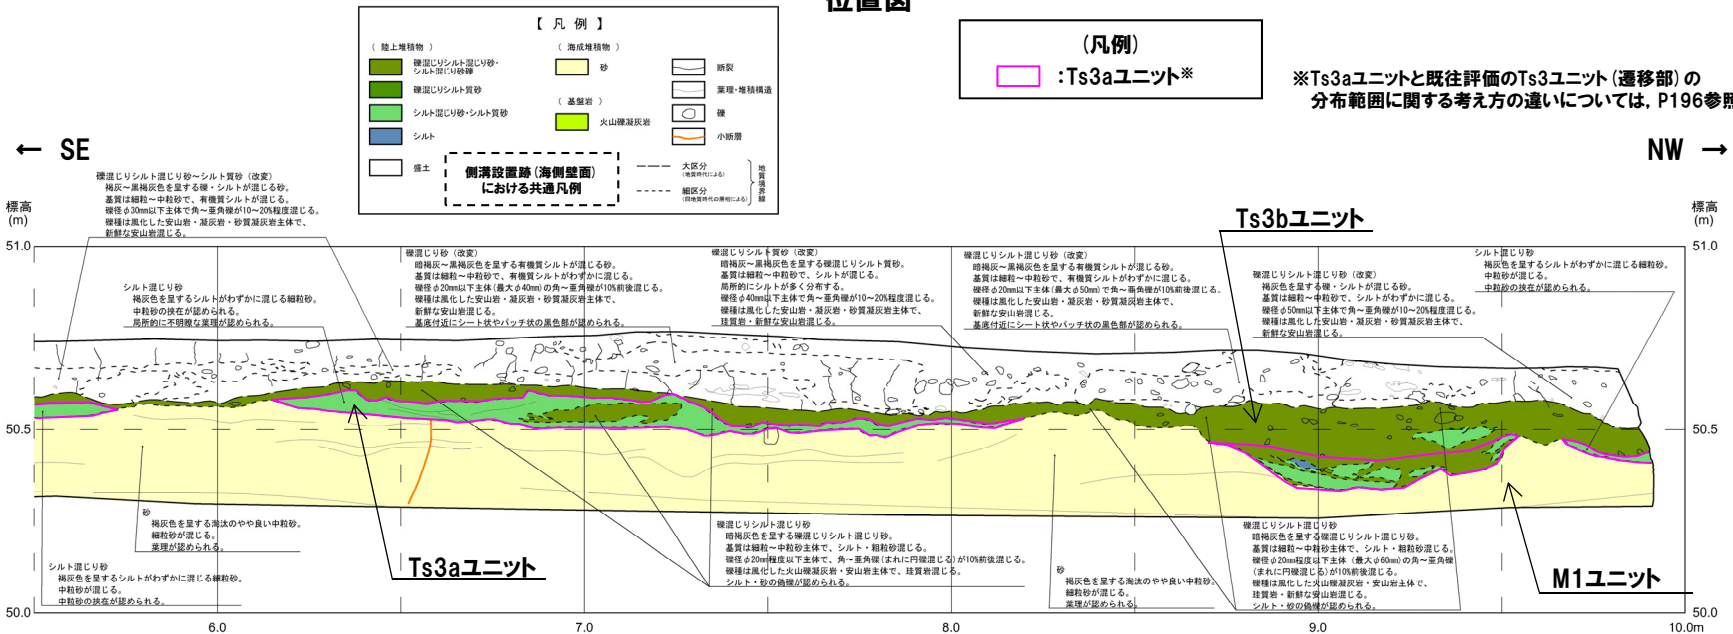 位置図
【 凡 例 】
( 陸上堆積物 )
礫混じりシルト混じり砂・
シルト混じり砂礫
礫混じりシルト質砂
シルト混じり砂・シルト質砂
シルト
盛土
( 海成堆積物 )
砂
( 基盤岩 )
火山礫凝灰岩
断裂
葉理・堆積構造
礫
小断層
側溝設置跡(海側壁面)
における共通凡例
大区分
(地質時代による)
細区分
(同地質時代の層相による)
地質境界線
(凡例)
:Ts3aユニット※
※Ts3aユニットと既往評価のTs3ユニット(遷移部)の
分布範囲に関する考え方の違いについては, P196参照
← SE
NW →
標高
(m)
51.0
50.5
50.0
標高
(m)
51.0
50.5
50.0
礫混じりシルト混じり砂~シルト質砂(改変)
褐灰~黒褐灰色を呈する礫・シルトが混じる砂。
基質は細粒~中粒砂で、有機質シルトが混じる。
礫径φ30mm以下主体で角~亜角礫が10~20%程度混じる。
礫種は風化した安山岩・凝灰岩・砂質凝灰岩主体で、
新鮮な安山岩混じる。
シルト混じり砂
褐灰色を呈するシルトがわずかに混じる細粒砂。
中粒砂の挟在が認められる。
局所的に不明瞭な葉理が認められる。
礫混じり砂(改変)
暗褐灰~黒褐灰色を呈する有機質シルトが混じる砂。
基質は細粒~中粒砂で、有機質シルトがわずかに混じる。
礫径φ20mm以下主体(最大φ40mm)の角~亜角礫が10%前後混じる。
礫種は風化した安山岩・凝灰岩・砂質凝灰岩主体で、
新鮮な安山岩混じる。
基底付近にシート状やパッチ状の黒色部が認められる。
礫混じりシルト質砂(改変)
暗褐灰~黒褐灰色を呈する礫混じりシルト質砂。
基質は細粒~中粒砂で、シルトが混じる。
局所的にシルトが多く分布する。
礫径φ40mm以下主体で角~亜角礫が10~20%程度混じる。
礫種は風化した安山岩・凝灰岩・砂質凝灰岩主体で、
珪質岩・新鮮な安山岩混じる。
礫混じり砂(改変)
暗褐灰~黒褐灰色を呈する有機質シルトが混じる砂。
基質は細粒~中粒砂で、有機質シルトがわずかに混じる。
礫径φ20mm以下主体(最大φ50mm)で角~亜角礫が10%前後混じる。
礫種は風化した安山岩・凝灰岩・砂質凝灰岩主体で、
新鮮な安山岩混じる。
基底付近にシート状やパッチ状の黒色部が認められる。
Ts3bユニット
礫混じりシルト混じり砂(改変)
褐灰色を呈する礫・シルトが混じる砂。
基質は細粒~中粒砂で、シルトがわずかに混じる。
礫径φ50mm以下主体で角~亜角礫が10~20%程度混じる。
礫種は風化した安山岩・凝灰岩・砂質凝灰岩主体で、
新鮮な安山岩混じる。
シルト混じり砂
褐灰色を呈するシルトがわずかに混じる細粒砂。
中粒砂が混じる。
中粒砂の挟在が認められる。
砂
褐灰色を呈する淘汰のやや良い中粒砂。
細粒砂が混じる。
葉理が認められる。
シルト混じり砂
褐灰色を呈するシルトがわずかに混じる細粒砂。
中粒砂が混じる。
中粒砂の挟在が認められる。
Ts3aユニット
礫混じりシルト混じり砂
暗褐灰色を呈する礫混じりシルト混じり砂。
基質は細粒~中粒砂主体で、シルト・粗粒砂混じる。
礫径φ20mm程度以下主体で、角~亜角礫(まれに円礫混じる)が10%前後混じる。
礫種は風化した火山礫凝灰岩・安山岩主体で、珪質岩混じる。
シルト・砂の偽礫が認められる。
砂
褐灰色を呈する淘汰のやや良い中粒砂。
細粒砂が混じる。
葉理が認められる。
礫混じりシルト混じり砂
暗褐灰色を呈する礫混じりシルト混じり砂。
基質は細粒~中粒砂主体で、シルト・粗粒砂混じる。
礫径φ20mm程度以下主体(最大φ60mm)の角~亜角礫
(まれに円礫混じる)が10%前後混じる。
礫種は風化した火山礫凝灰岩・安山岩主体で、
珪質岩・新鮮な安山岩混じる。
シルト・砂の偽礫が認められる。
M1ユニット
6.0
7.0
8.0
9.0
10.0m